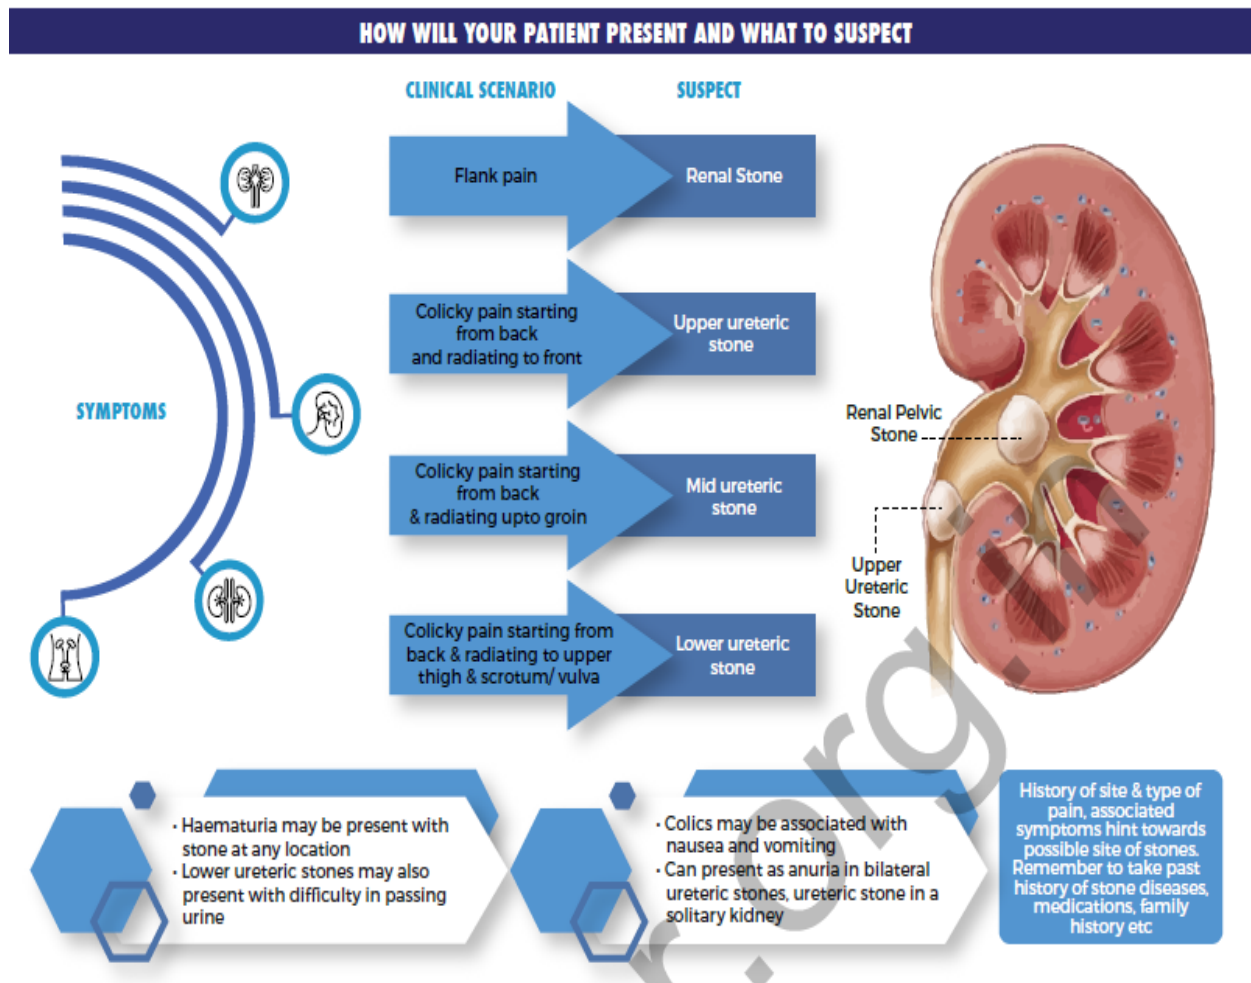 HOW WILL YOUR PATIENT PRESENT AND WHAT TO SUSPECT
CLINICAL SCENARIO
SUSPECT
SYMPTOMS
Flank pain
Renal Stone
Colicky pain starting
from back
and radiating to front
Upper ureteric
stone
Colicky pain starting
from back
& radiating upto groin
Mid ureteric
stone
Colicky pain starting from
back & radiating to upper
thigh & scrotum/ vulva
Lower ureteric
stone
Renal Pelvic
Stone
Upper
Ureteric
Stone
· Haematuria may be present with
stone at any location
· Lower ureteric stones may also
present with difficulty in passing
urine
· Colics may be associated with
nausea and vomiting
· Can present as anuria in bilateral
ureteric stones, ureteric stone in a
solitary kidney
History of site & type of
pain, associated
symptoms hint towards
possible site of stones.
Remember to take past
history of stone diseases,
medications, family
history etc
r.org.in